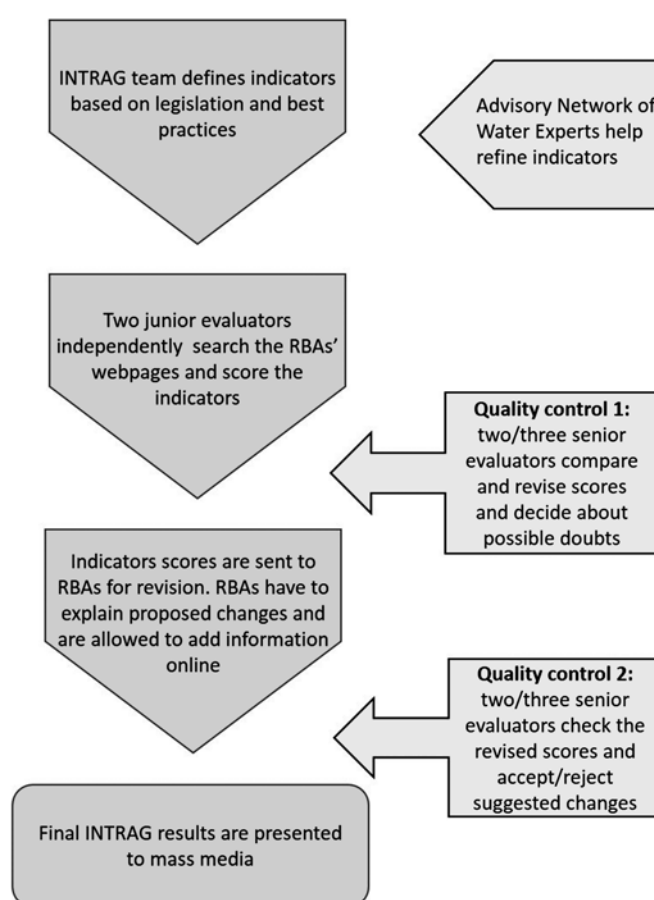 INTRAG team defines indicators
based on legislation and best
practices
Advisory Network of
Water Experts help
refine indicators
Two junior evaluators
independently search the RBAs'
webpages and score the
indicators
Quality control 1:
two/three senior
evaluators compare
and revise scores
and decide about
possible doubts
Indicators scores are sent to
RBAs for revision. RBAs have to
explain proposed changes and
are allowed to add information
online
Quality control 2:
two/three senior
evaluators check the
revised scores and
accept/reject
suggested changes
Final INTRAG results are presented
to mass media